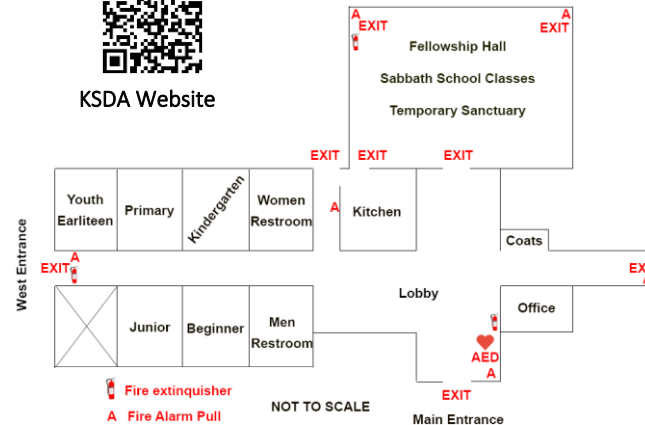 KSDA Website
A
EXIT
A
EXIT
Fellowship Hall
Sabbath School Classes
Temporary Sanctuary
EXIT
EXIT
EXIT
Youth
Earliteen
Primary
Kindergarten
Women
Restroom
A
Kitchen
Coats
West Entrance
A
EXIT
Lobby
Office
A
Junior
Beginner
Men
Restroom
AED
A
EXIT
Fire extinquisher
A Fire Alarm Pull
NOT TO SCALE
Main Entrance